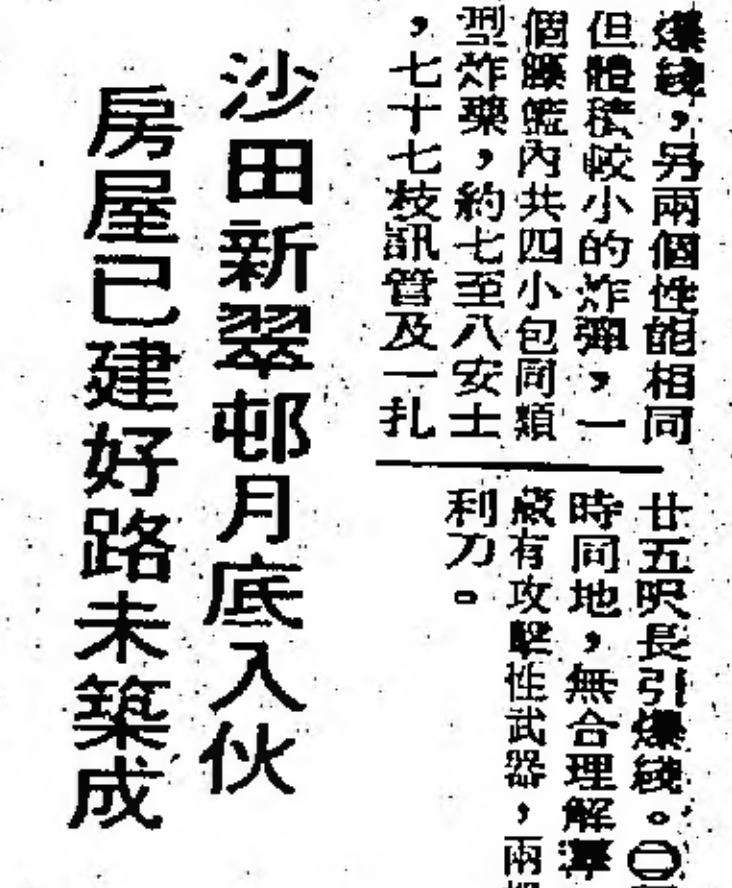 爆綫，另兩個性能相同
但體積較小的炸彈，一
個籐籃內共四小包同類
型炸藥，約七至八安士
，七十七枝訊管及一扎
廿五呎長引爆綫。㊁
時同地，無合理解釋
藏有攻擊性武器，兩把
利刀。
沙田新翠邨月底入伙
房屋已建好路未築成